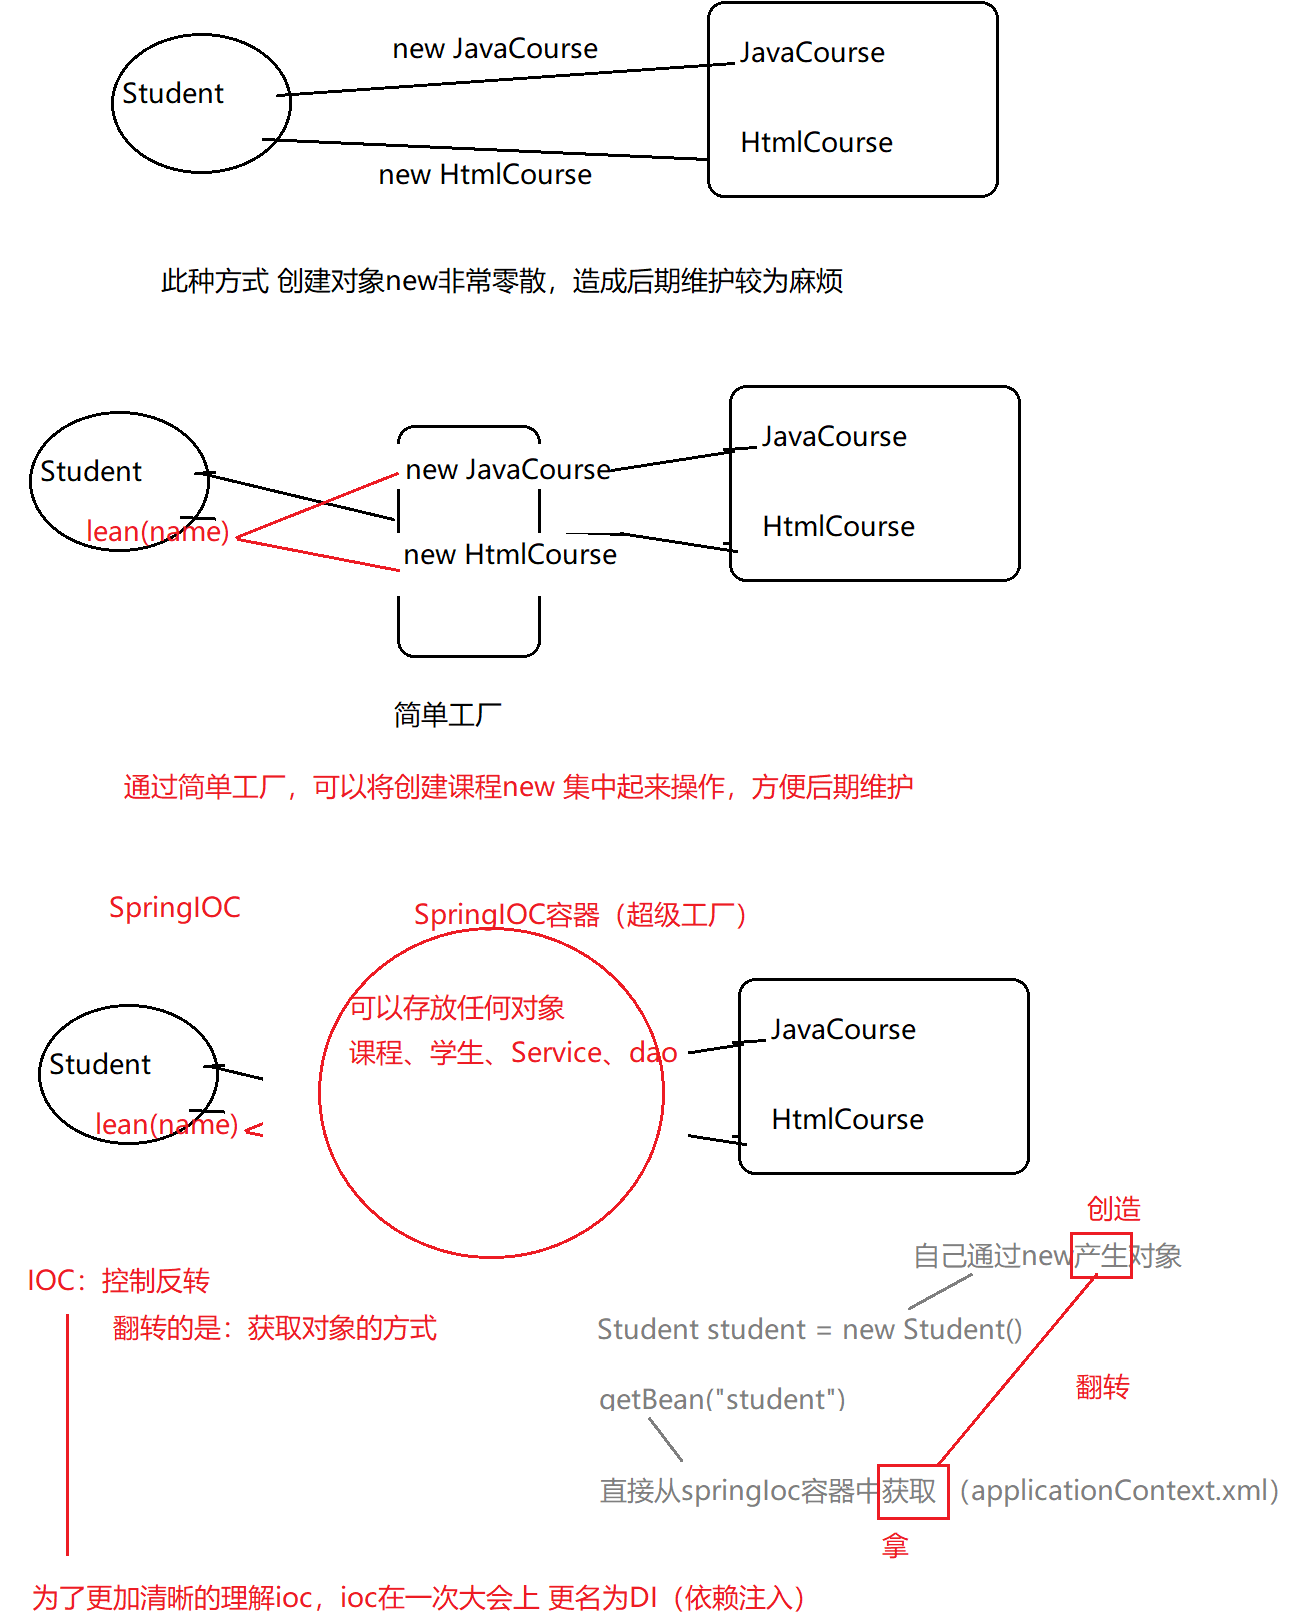 new JavaCourse
JavaCourse
Student
HtmlCourse
new HtmlCourse
此种方式 创建对象new非常零散，造成后期维护较为麻烦
JavaCourse
Student
new JavaCourse
lean(name)
HtmlCourse
new HtmlCourse
简单工厂
通过简单工厂，可以将创建课程new 集中起来操作，方便后期维护
SpringIOC
SpringIOC容器（超级工厂）
可以存放任何对象
课程、学生、Service、dao
JavaCourse
Student
lean(name)
HtmlCourse
创造
自己通过new产生对象
IOC：控制反转
翻转的是：获取对象的方式
Student student = new Student()
翻转
getBean("student")
直接从springIoc容器中获取（applicationContext.xml）
拿
为了更加清晰的理解ioc，ioc在一次大会上 更名为DI（依赖注入）